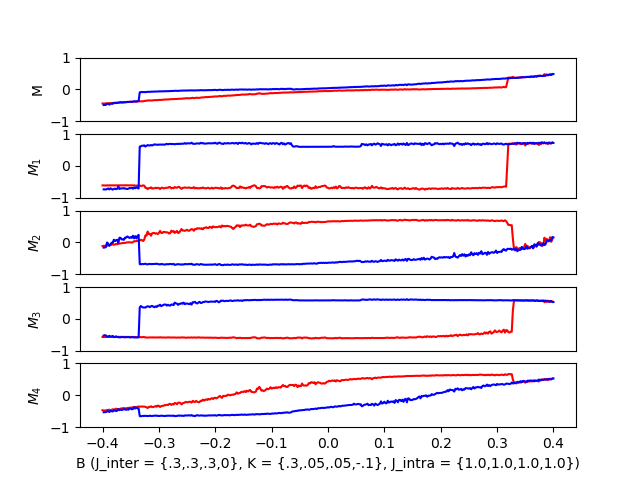 1
0
−1
M
1
0
−1
M₁
1
0
−1
M₂
1
0
−1
M₃
1
0
−1
M₄
−0.4 −0.3 −0.2 −0.1 0.0 0.1 0.2 0.3 0.4
B (J_inter = {.3,.3,.3,0}, K = {.3,.05,.05,-.1}, J_intra = {1.0,1.0,1.0,1.0})